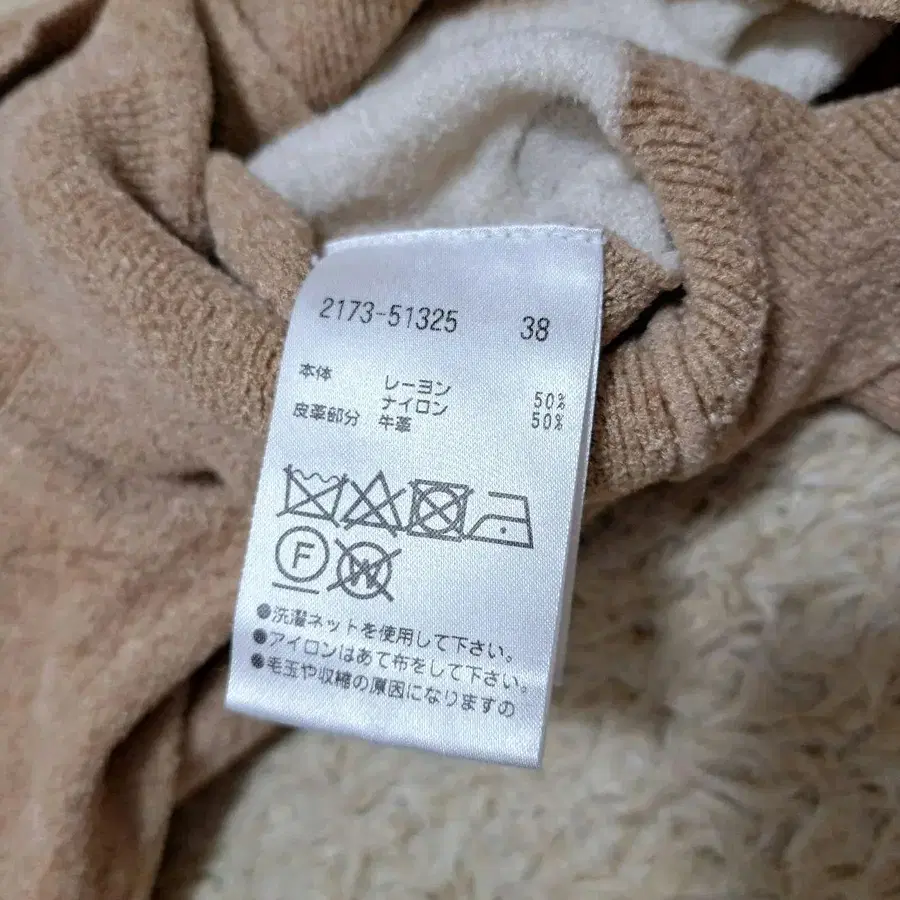 2173-51325 38
本体 レーヨン 50%
ナイロン 50%
皮革部分 牛革
F
W
●洗濯ネットを使用して下さい。
●アイロンはあて布をして下さい。
●毛玉や収縮の原因になりますの